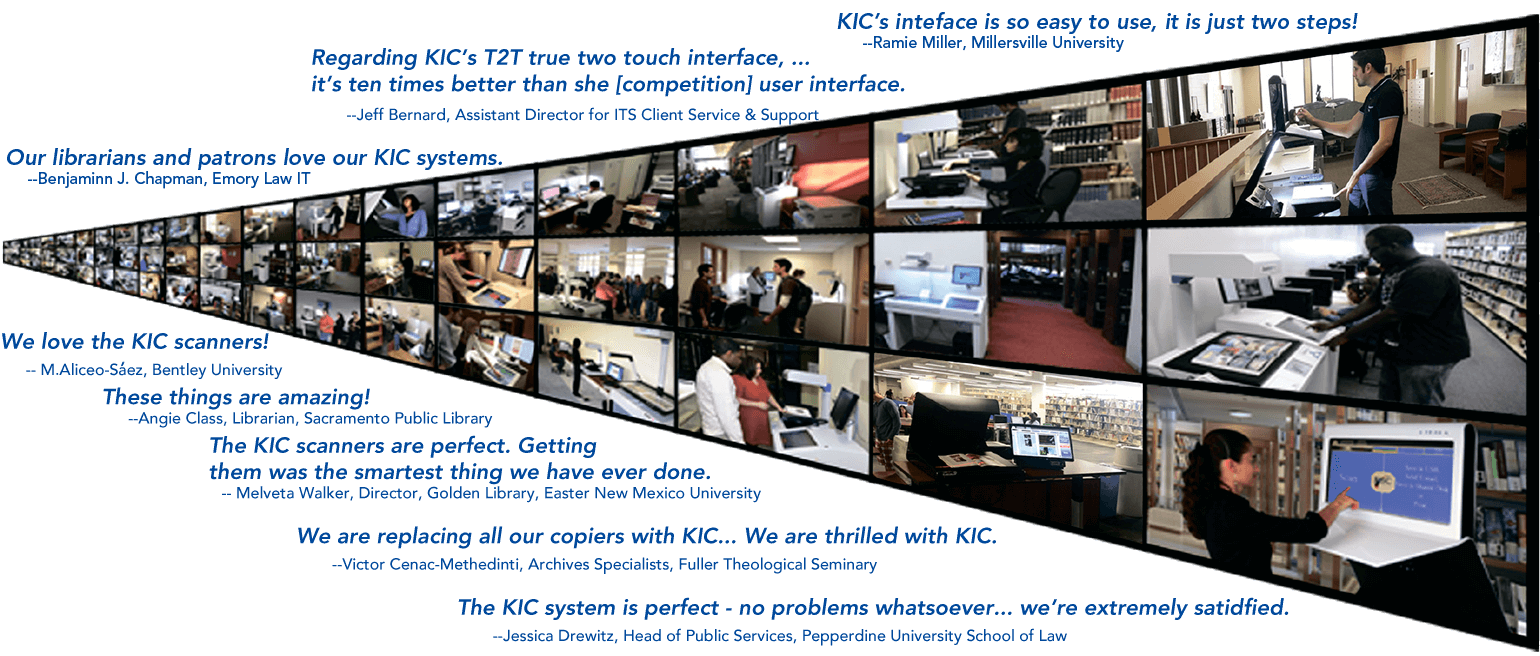 KIC's inteface is so easy to use, it is just two steps!
--Ramie Miller, Millersville University
Regarding KIC's T2T true two touch interface, ...
it's ten times better than she [competition] user interface.
--Jeff Bernard, Assistant Director for ITS Client Service & Support
Our librarians and patrons love our KIC systems.
--Benjaminn J. Chapman, Emory Law IT
We love the KIC scanners!
-- M.Aliceo-Sáez, Bentley University
These things are amazing!
--Angie Class, Librarian, Sacramento Public Library
The KIC scanners are perfect. Getting
them was the smartest thing we have ever done.
-- Melveta Walker, Director, Golden Library, Easter New Mexico University
We are replacing all our copiers with KIC... We are thrilled with KIC.
--Victor Cenac-Methedinti, Archives Specialists, Fuller Theological Seminary
The KIC system is perfect - no problems whatsoever... we're extremely satidfied.
--Jessica Drewitz, Head of Public Services, Pepperdine University School of Law